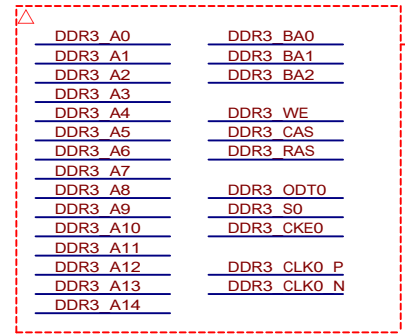 DDR3_A0
DDR3_A1
DDR3_A2
DDR3_A3
DDR3_A4
DDR3_A5
DDR3_A6
DDR3_A7
DDR3_A8
DDR3_A9
DDR3_A10
DDR3_A11
DDR3_A12
DDR3_A13
DDR3_A14
DDR3_BA0
DDR3_BA1
DDR3_BA2
DDR3_WE
DDR3_CAS
DDR3_RAS
DDR3_ODT0
DDR3_S0
DDR3_CKE0
DDR3_CLK0_P
DDR3_CLK0_N